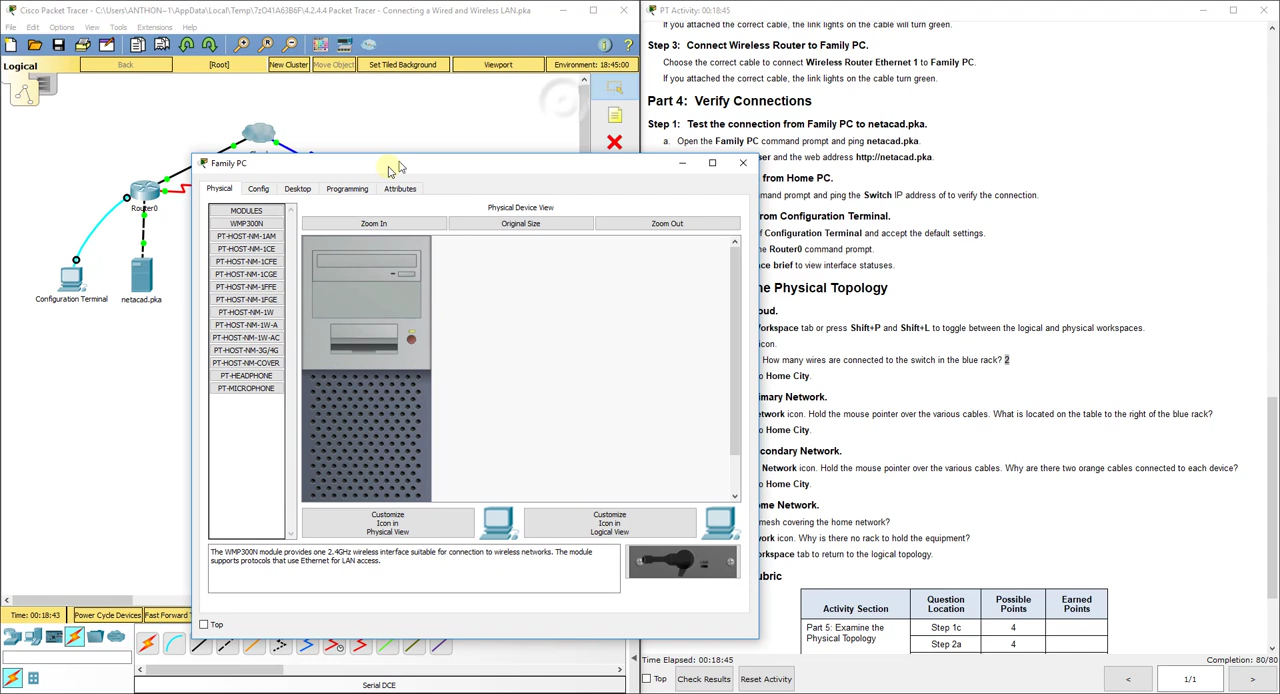 Cisco Packet Tracer - C:\Users\ANTHON~1\AppData\Local\Temp\7zO41A63B6F\4.2.4.4 Packet Tracer - Connecting a Wired and Wireless LAN.pka
File Edit Options View Tools Extensions Help
Logical Back [Root] New Cluster Move Object Set Tiled Background Viewport Environment: 18:45:00
Router0
Configuration Terminal
netacad.pka
Family PC
Physical Config Desktop Programming Attributes
MODULES
WMP300N
PT-HOST-NM-1AM
PT-HOST-NM-1CE
PT-HOST-NM-1CFE
PT-HOST-NM-1CGE
PT-HOST-NM-1FFE
PT-HOST-NM-1FGE
PT-HOST-NM-1W
PT-HOST-NM-1W-A
PT-HOST-NM-1W-AC
PT-HOST-NM-3G/4G
PT-HOST-NM-COVER
PT-HEADPHONE
PT-MICROPHONE
Physical Device View
Zoom In Original Size Zoom Out
Customize
Icon in
Physical View
Customize
Icon in
Logical View
The WMP300N module provides one 2.4GHz wireless interface suitable for connection to wireless networks. The module
supports protocols that use Ethernet for LAN access.
Top
Time: 00:18:43 Power Cycle Devices Fast Forward T
Serial DCE
PT Activity: 00:18:45
If you attached the correct cable, the link lights on the cable will turn green.
Step 3: Connect Wireless Router to Family PC.
Choose the correct cable to connect Wireless Router Ethernet 1 to Family PC.
If you attached the correct cable, the link lights on the cable turn green.
Part 4: Verify Connections
Step 1: Test the connection from Family PC to netacad.pka.
a. Open the Family PC command prompt and ping netacad.pka.
ser and the web address http://netacad.pka.
from Home PC.
mmand prompt and ping the Switch IP address of to verify the connection.
from Configuration Terminal.
f Configuration Terminal and accept the default settings.
he Router0 command prompt.
ace brief to view interface statuses.
he Physical Topology
oud.
Workspace tab or press Shift+P and Shift+L to toggle between the logical and physical workspaces.
icon.
How many wires are connected to the switch in the blue rack? 2
o Home City.
rimary Network.
etwork icon. Hold the mouse pointer over the various cables. What is located on the table to the right of the blue rack?
o Home City.
econdary Network.
Network icon. Hold the mouse pointer over the various cables. Why are there two orange cables connected to each device?
o Home City.
ome Network.
mesh covering the home network?
work icon. Why is there no rack to hold the equipment?
orkspace tab to return to the logical topology.
ubric
Activity Section Question Location Possible Points Earned Points
Part 5: Examine the Physical Topology Step 1c 4
Step 2a 4
Time Elapsed: 00:18:45 Completion: 80/80
Top Check Results Reset Activity < 1/1 >